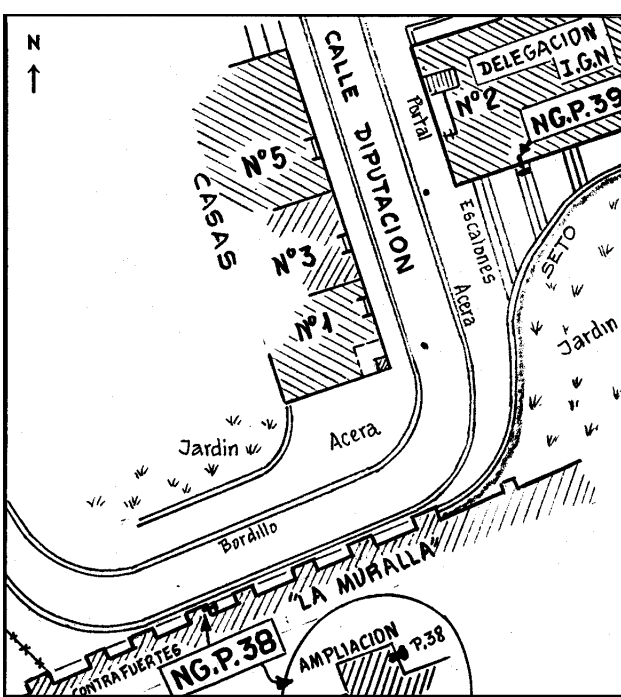 N
CALLE DIPUTACION
DELEGACION
I.G.N
Nº2
NG.P.39
Portal
Nº5
CASAS
Nº3
Nº1
Escalones
Acera
SETO
Jardin
Jardin
Acera
Bordillo
"LA MURALLA"
CONTRAFUERTES
NG.P.38
AMPLIACION
P.38